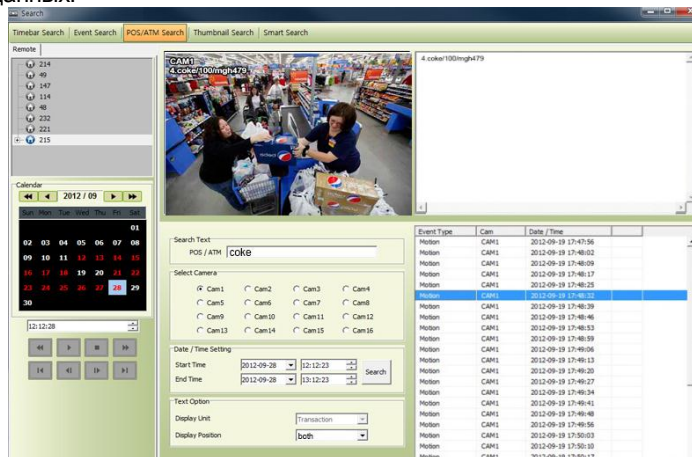 данных.
Search
Timebar Search Event Search POS/ATM Search Thumbnail Search Smart Search
Remote
214
49
147
114
48
232
221
215
CAM1
4.coke/100/mgh479
4.coke/100/mgh479
Calendar
2012 / 09
Sun Mon Tue Wed Thu Fri Sat
01
02 03 04 05 06 07 08
09 10 11 12 13 14 15
16 17 18 19 20 21 22
23 24 25 26 27 28 29
30
12:12:28
Search Text
POS / ATM coke
Select Camera
Cam1 Cam2 Cam3 Cam4
Cam5 Cam6 Cam7 Cam8
Cam9 Cam10 Cam11 Cam12
Cam13 Cam14 Cam15 Cam16
Date / Time Setting
Start Time 2012-09-28 12:12:23
End Time 2012-09-28 13:12:23
Search
Text Option
Display Unit Transaction
Display Position both
Event Type Cam Date / Time
Motion CAM1 2012-09-19 17:47:56
Motion CAM1 2012-09-19 17:48:02
Motion CAM1 2012-09-19 17:48:09
Motion CAM1 2012-09-19 17:48:17
Motion CAM1 2012-09-19 17:48:25
Motion CAM1 2012-09-19 17:48:32
Motion CAM1 2012-09-19 17:48:39
Motion CAM1 2012-09-19 17:48:46
Motion CAM1 2012-09-19 17:48:53
Motion CAM1 2012-09-19 17:48:59
Motion CAM1 2012-09-19 17:49:06
Motion CAM1 2012-09-19 17:49:13
Motion CAM1 2012-09-19 17:49:20
Motion CAM1 2012-09-19 17:49:27
Motion CAM1 2012-09-19 17:49:34
Motion CAM1 2012-09-19 17:49:41
Motion CAM1 2012-09-19 17:49:48
Motion CAM1 2012-09-19 17:49:56
Motion CAM1 2012-09-19 17:50:03
Motion CAM1 2012-09-19 17:50:10
Motion CAM1 2012-09-19 17:50:17